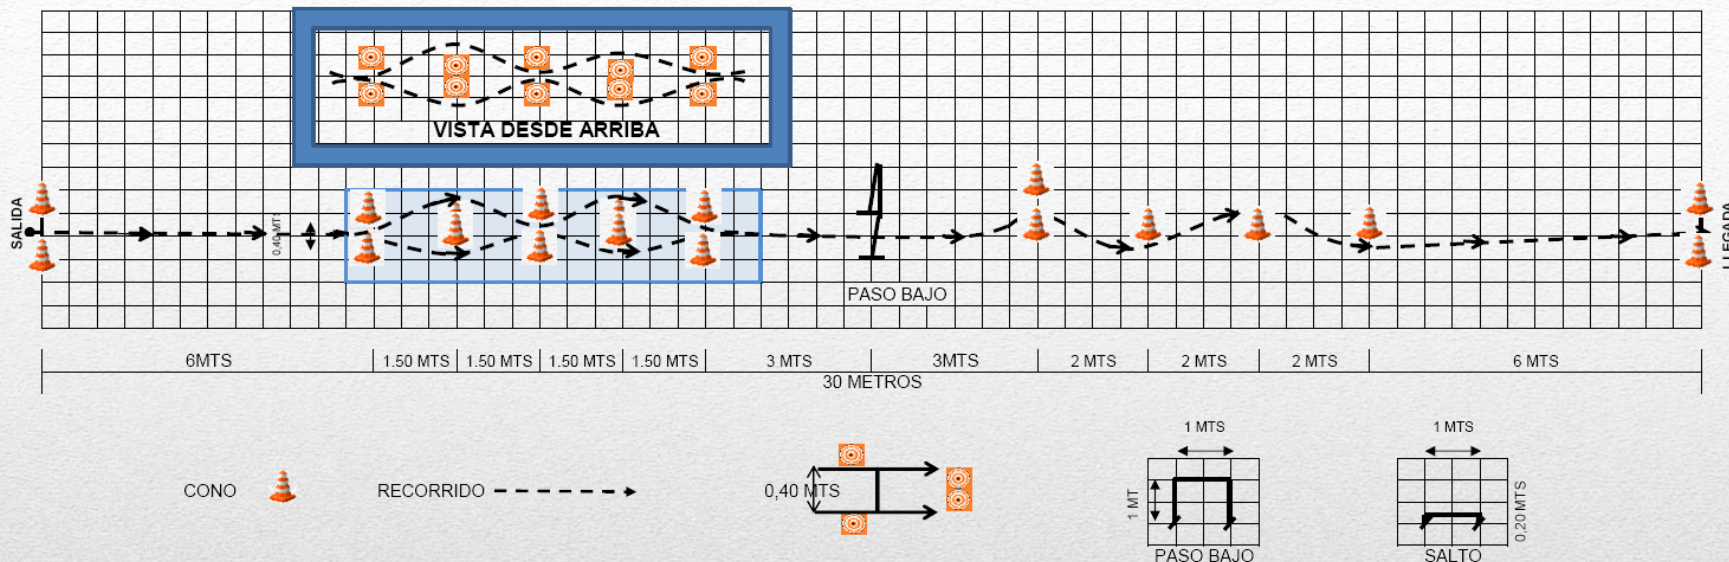 VISTA DESDE ARRIBA
SALIDA
0,40 MTS
PASO BAJO
LLEGADA
6MTS
1.50 MTS
1.50 MTS
1.50 MTS
1.50 MTS
3 MTS
3MTS
2 MTS
2 MTS
2 MTS
6 MTS
30 METROS
CONO
RECORRIDO
0,40 MTS
1 MTS
1 MT
PASO BAJO
1 MTS
0,20MTS
SALTO